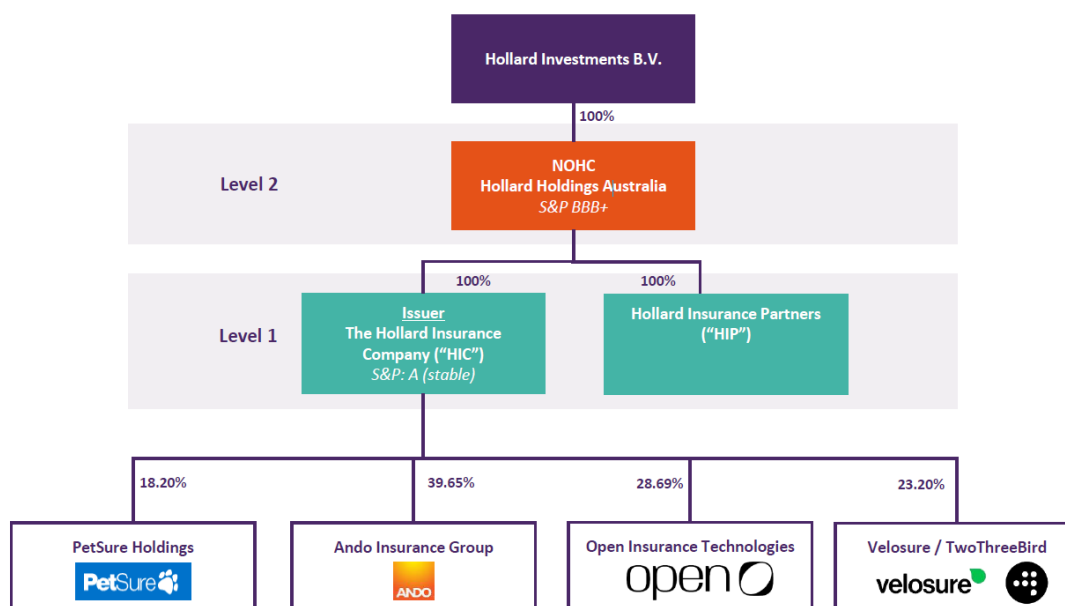 Hollard Investments B.V.
100%
Level 2
NOHC
Hollard Holdings Australia
S&P BBB+
100%
100%
Level 1
Issuer
The Hollard Insurance
Company (“HIC”)
S&P: A (stable)
Hollard Insurance Partners
(“HIP”)
18.20%
39.65%
28.69%
23.20%
PetSure Holdings
PetSure
Ando Insurance Group
ANDO
Open Insurance Technologies
open
Velosure / TwoThreeBird
velosure